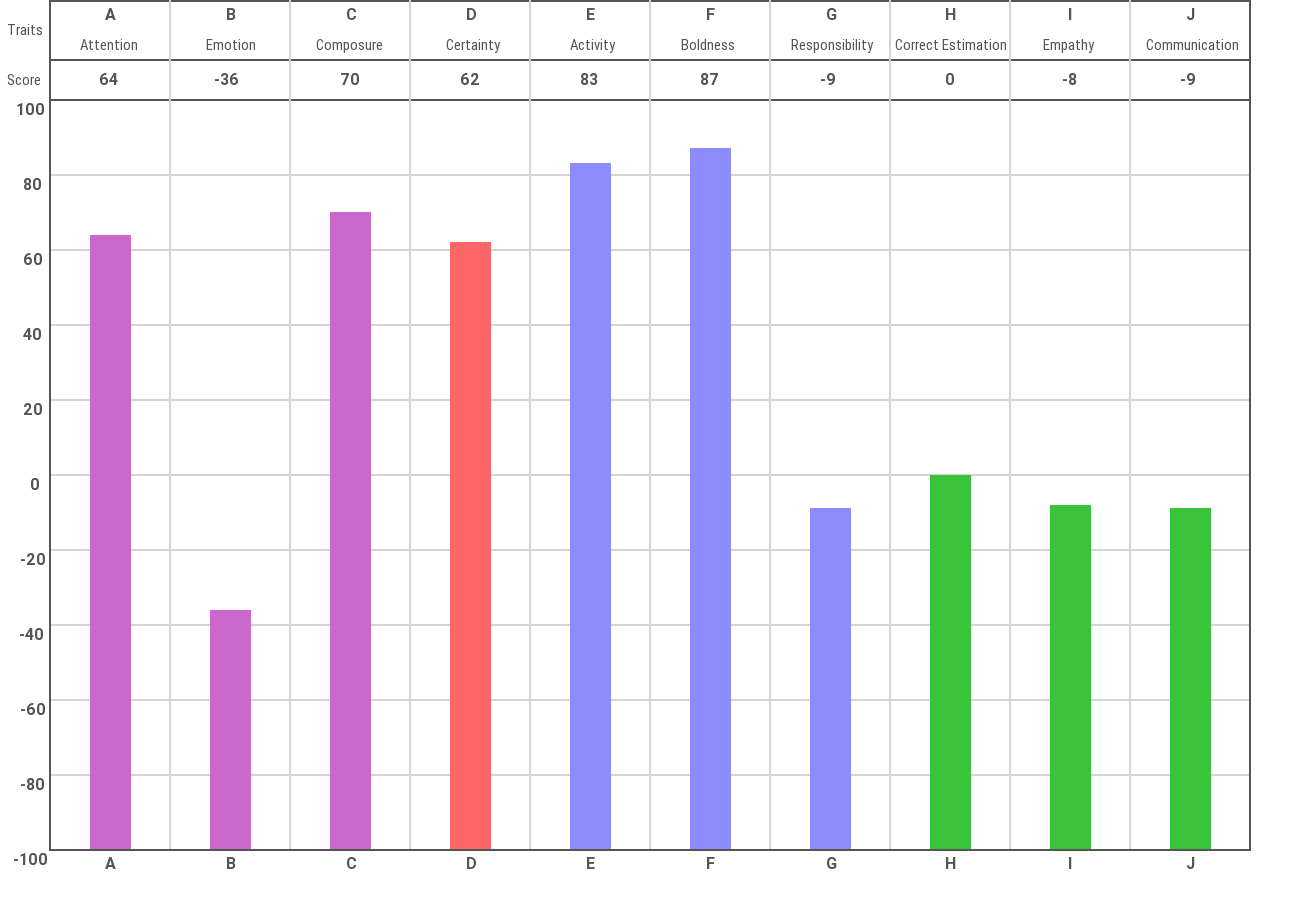 A B C D E F G H I J
Traits
Attention Emotion Composure Certainty Activity Boldness Responsibility Correct Estimation Empathy Communication
Score 64 -36 70 62 83 87 -9 0 -8 -9
100
80
60
40
20
0
-20
-40
-60
-80
-100
A B C D E F G H I J